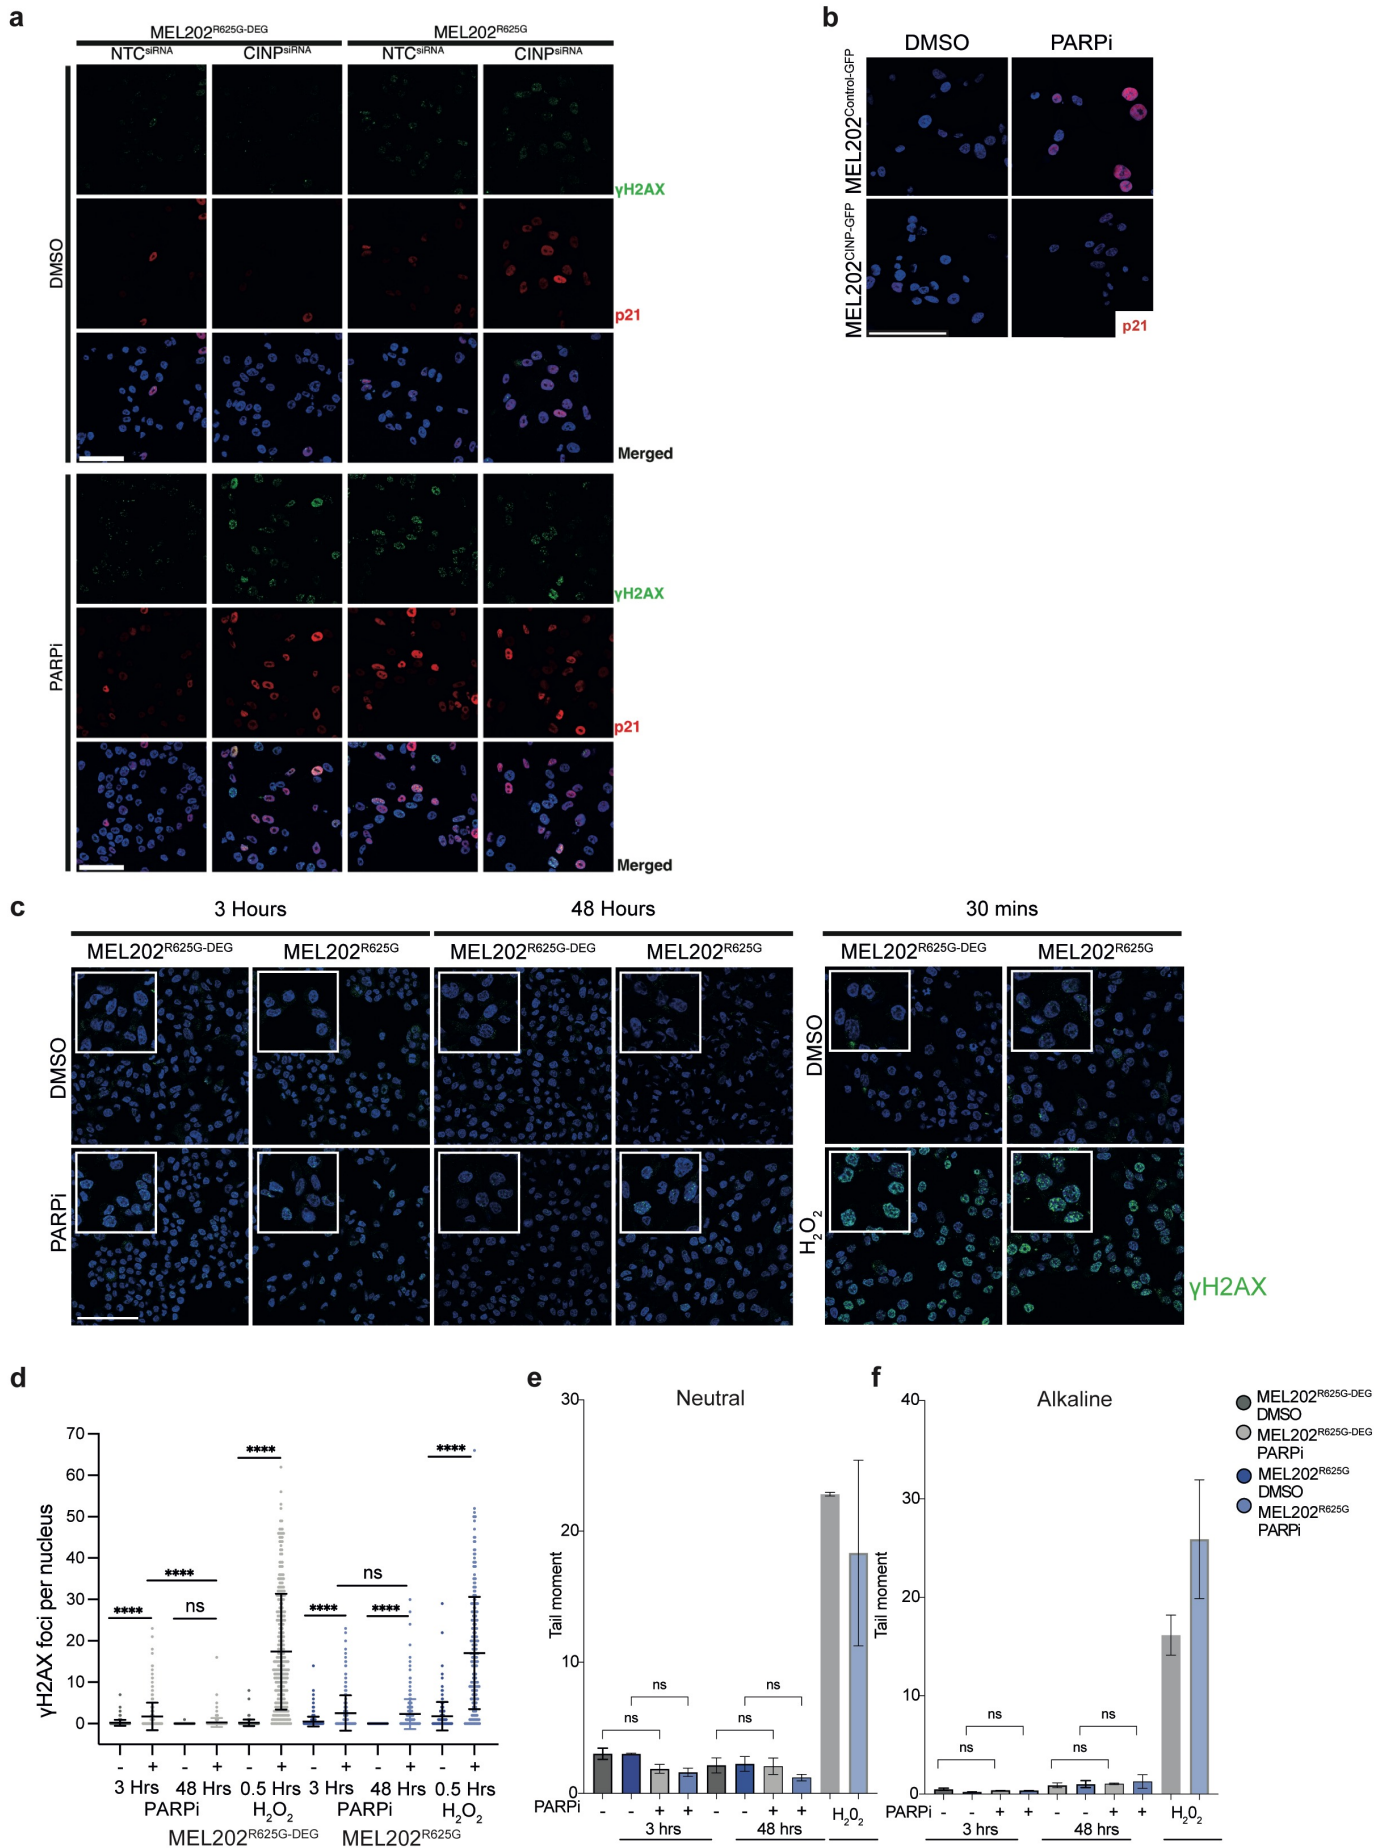 a
MEL202R625G-DEG MEL202R625G
NTCsiRNA CINPsiRNA NTCsiRNA CINPsiRNA
DMSO
γH2AX
p21
Merged
PARPi
γH2AX
p21
Merged
b
DMSO PARPi
MEL202Control-GFP
MEL202CINP-GFP
p21
c
3 Hours 48 Hours 30 mins
MEL202R625G-DEG MEL202R625G MEL202R625G-DEG MEL202R625G MEL202R625G-DEG MEL202R625G
DMSO DMSO
PARPi H2O2
γH2AX
d
γH2AX foci per nucleus
70
60
50
40
30
20
10
0
**** **** ns **** **** ns **** ****
- + - + - + - + - + - +
3 Hrs 48 Hrs 0.5 Hrs 3 Hrs 48 Hrs 0.5 Hrs
PARPi H2O2 PARPi H2O2
MEL202R625G-DEG MEL202R625G
e
Neutral
Tail moment
30
20
10
0
ns ns
ns ns
PARPi - - + + - - + + H2O2
3 hrs 48 hrs
f
Alkaline
Tail moment
40
30
20
10
0
ns ns
ns ns
PARPi - - + + - - + + H2O2
3 hrs 48 hrs
MEL202R625G-DEG
DMSO
MEL202R625G-DEG
PARPi
MEL202R625G
DMSO
MEL202R625G
PARPi